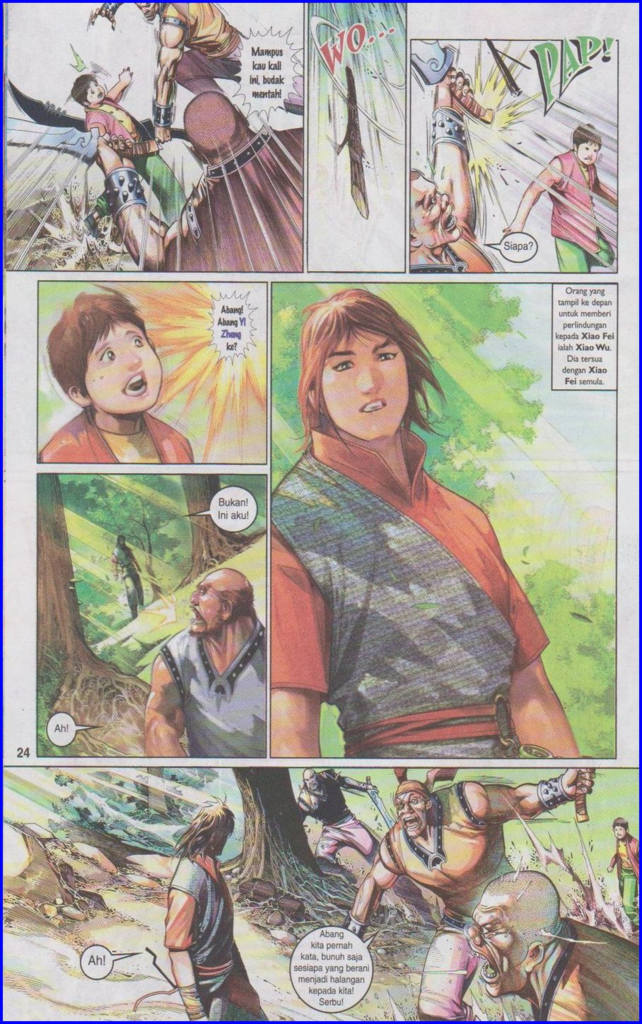 Mampus
kau kali
ini, budak
mentah!
WO...
PAP!
Siapa?
Abang!
Abang Yi
Zheng
ke?
Orang yang
tampil ke depan
untuk memberi
perlindungan
kepada Xiao Fei
ialah Xiao Wu.
Dia tersua
dengan Xiao
Fei semula.
Bukan!
Ini aku!
Ah!
24
Ah!
Abang
kita pernah
kata, bunuh saja
sesiapa yang berani
menjadi halangan
kepada kita!
Serbu!